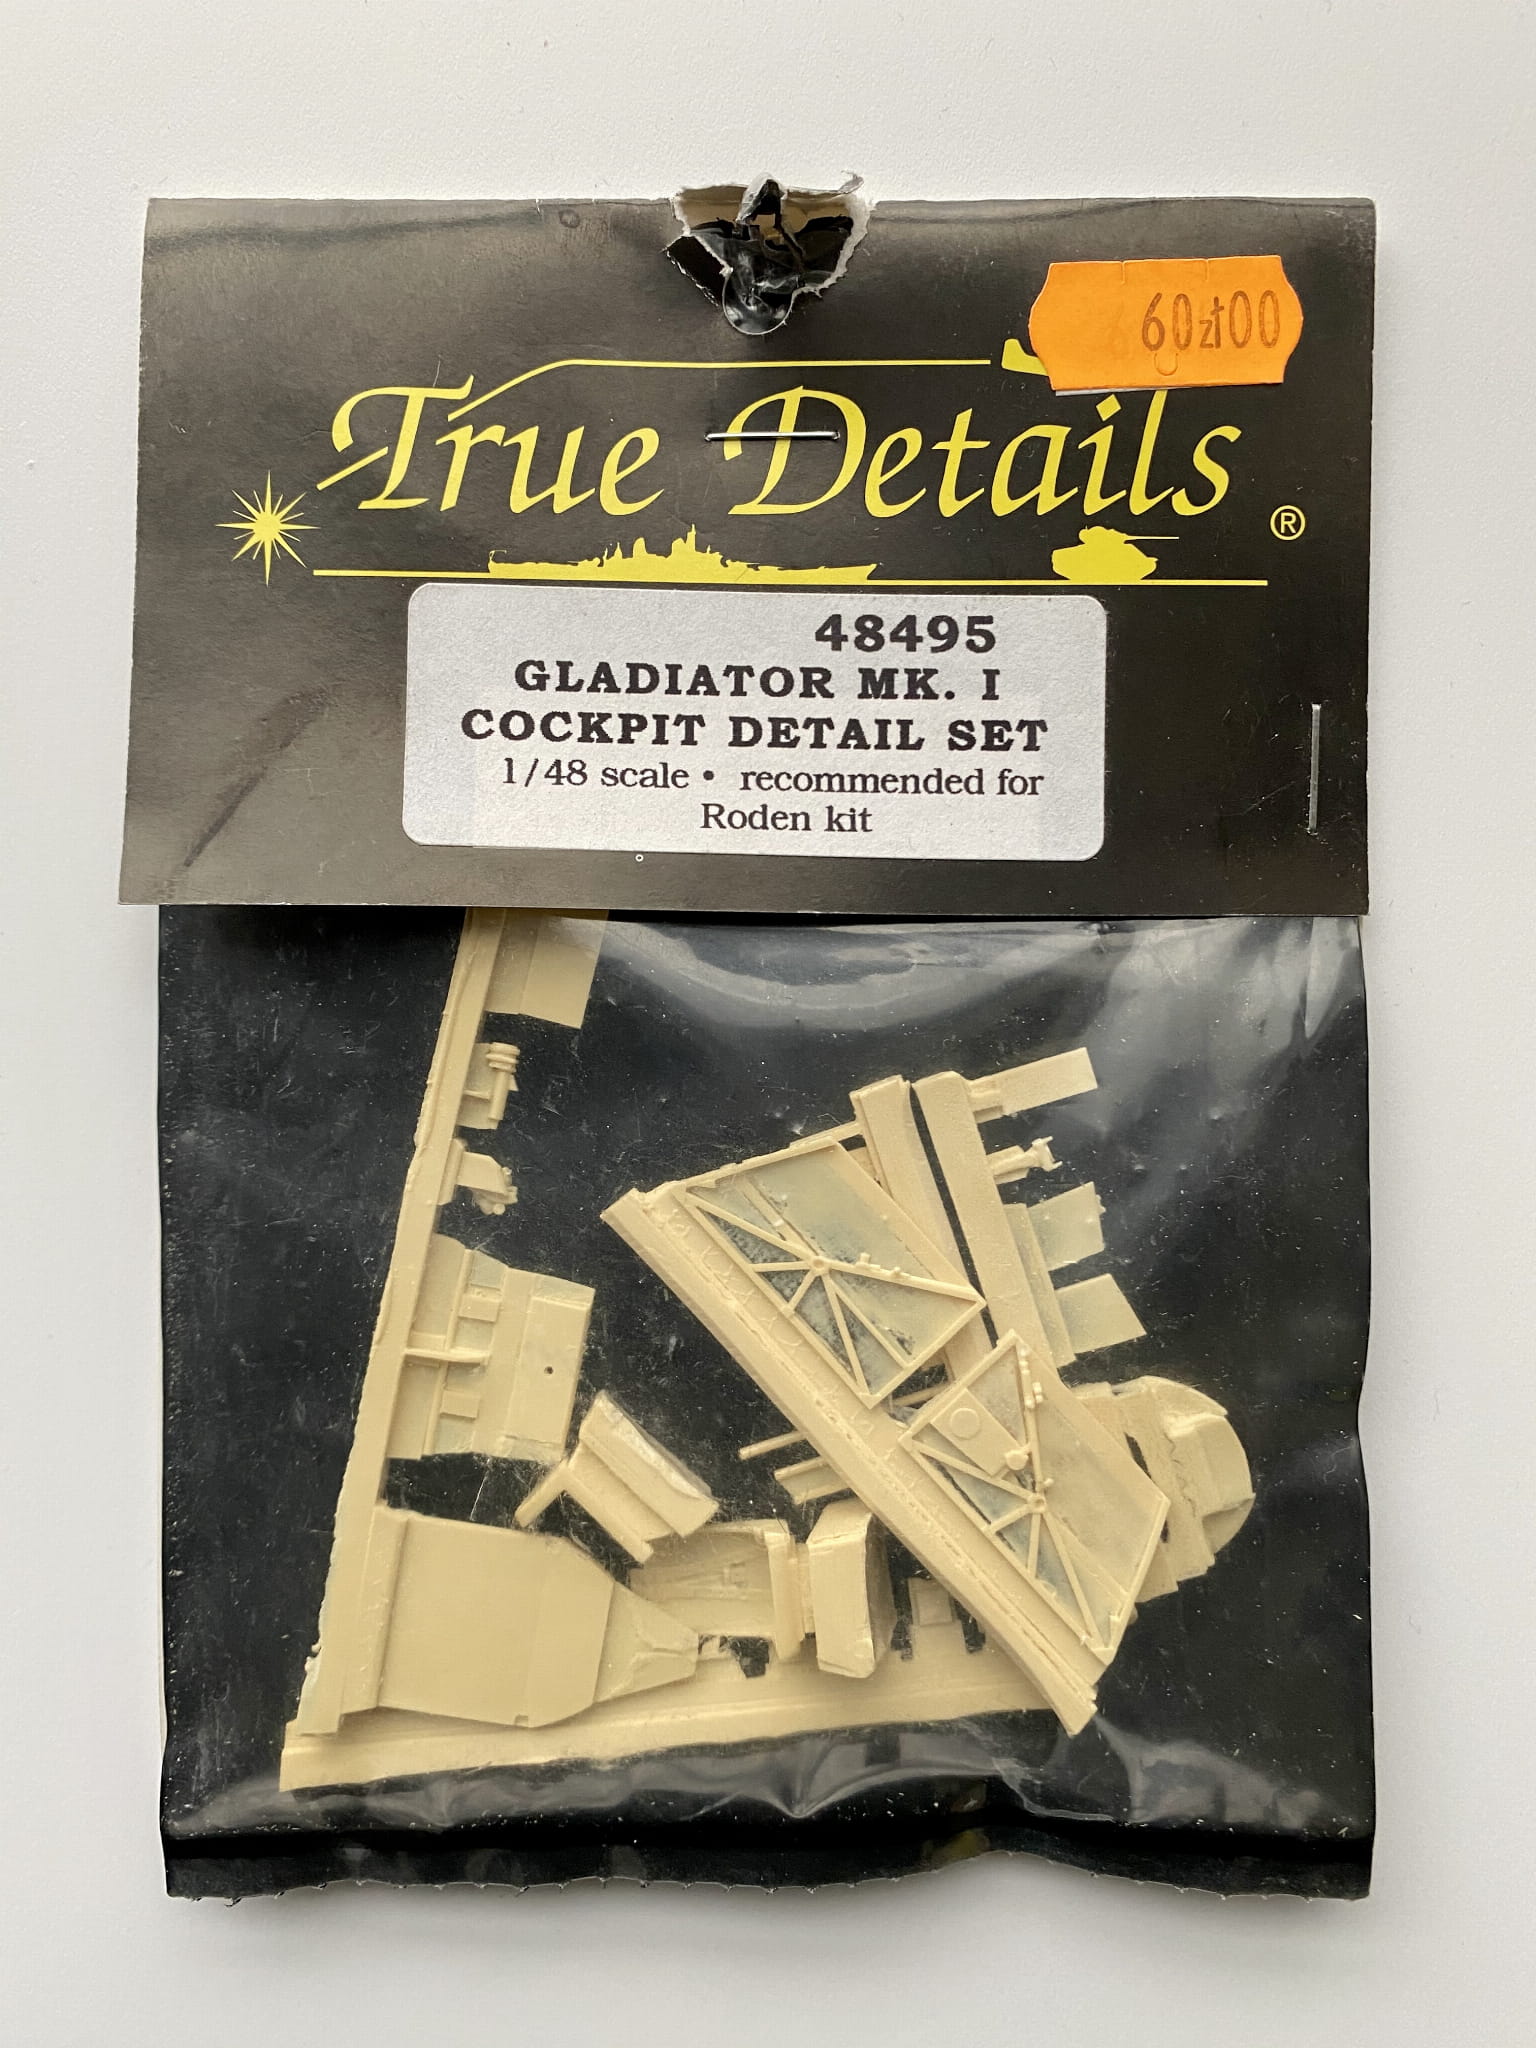 60zł00
True Details ®
48495
GLADIATOR MK. I
COCKPIT DETAIL SET
1/48 scale • recommended for
Roden kit